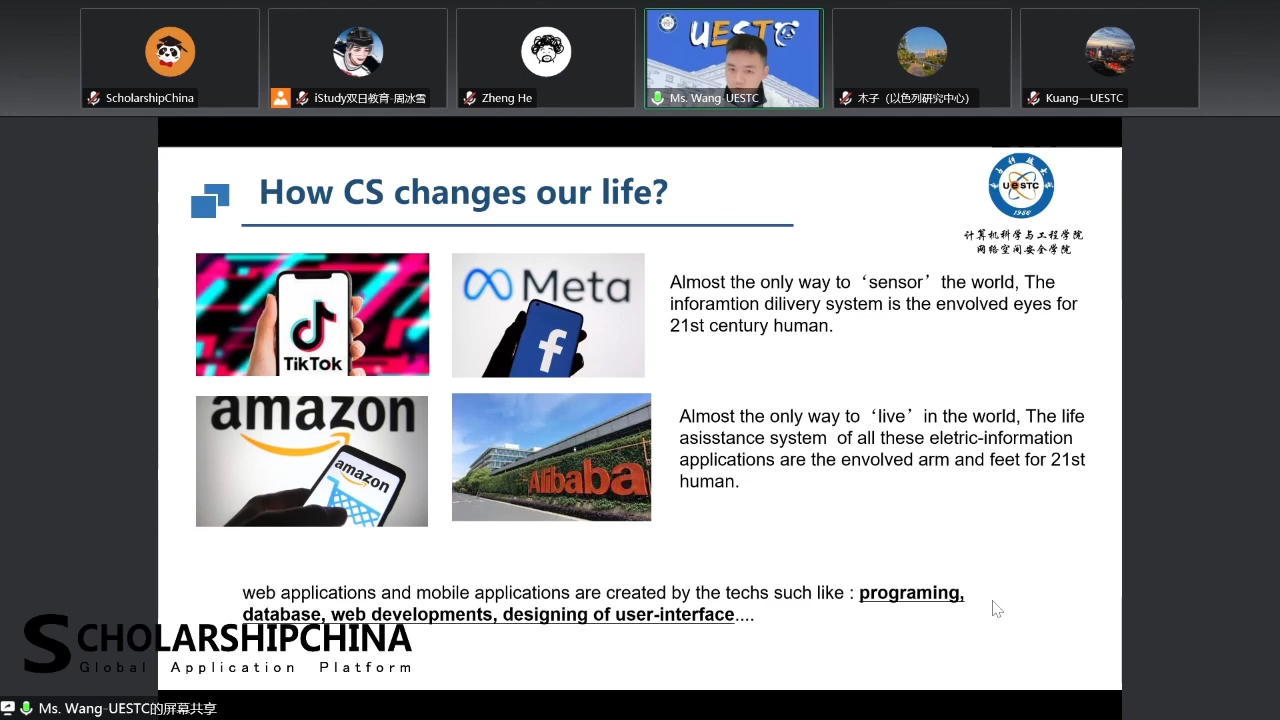 UESTC
ScholarshipChina
iStudy双日教育-周冰雪
Zheng He
Ms. Wang-UESTC
木子（以色列研究中心）
Kuang—UESTC
How CS changes our life?
UESTC
1956
计算机科学与工程学院
网络空间安全学院
TikTok
Meta
f
Almost the only way to‘sensor’the world, The
inforamtion dilivery system is the envolved eyes for
21st century human.
amazon
amazon
Alibaba
Almost the only way to‘live’in the world, The life
asisstance system of all these eletric-information
applications are the envolved arm and feet for 21st
human.
web applications and mobile applications are created by the techs such like : programing,
database, web developments, designing of user-interface....
SCHOLARSHIPCHINA
Global Application Platform
Ms. Wang-UESTC的屏幕共享